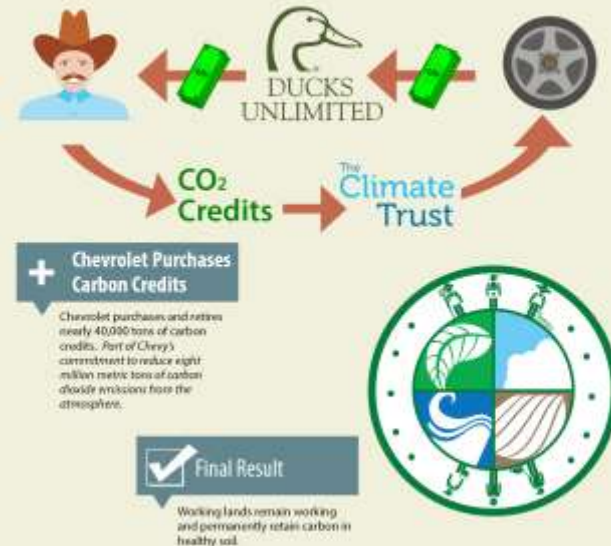 DUCKS
UNLIMITED
CO2
Credits
The
Climate
Trust
+ Chevrolet Purchases
Carbon Credits
Chevrolet purchases and retires
nearly 40,000 tons of carbon
credits. Part of Chevy's
commitment to reduce eight
million metric tons of carbon
dioxide emissions from the
atmosphere.
Final Result
Working lands remain working
and permanently retain carbon in
healthy soil.